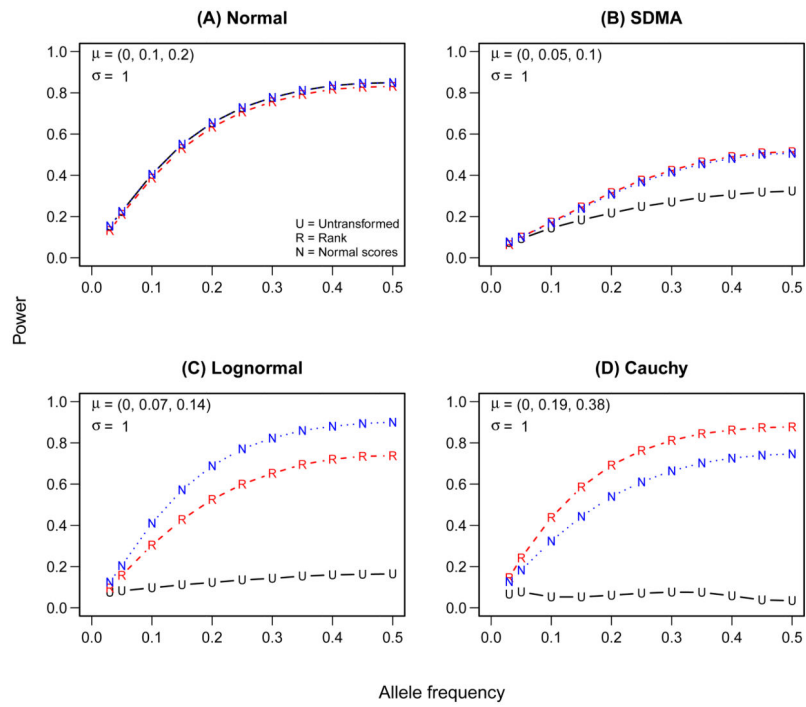 (A) Normal
μ = (0, 0.1, 0.2)
σ = 1
1.0
0.8
0.6
0.4
0.2
0.0
U = Untransformed
R = Rank
N = Normal scores
0.0 0.1 0.2 0.3 0.4 0.5
(B) SDMA
μ = (0, 0.05, 0.1)
σ = 1
1.0
0.8
0.6
0.4
0.2
0.0
0.0 0.1 0.2 0.3 0.4 0.5
Power
(C) Lognormal
μ = (0, 0.07, 0.14)
σ = 1
1.0
0.8
0.6
0.4
0.2
0.0
0.0 0.1 0.2 0.3 0.4 0.5
(D) Cauchy
μ = (0, 0.19, 0.38)
σ = 1
1.0
0.8
0.6
0.4
0.2
0.0
0.0 0.1 0.2 0.3 0.4 0.5
Allele frequency